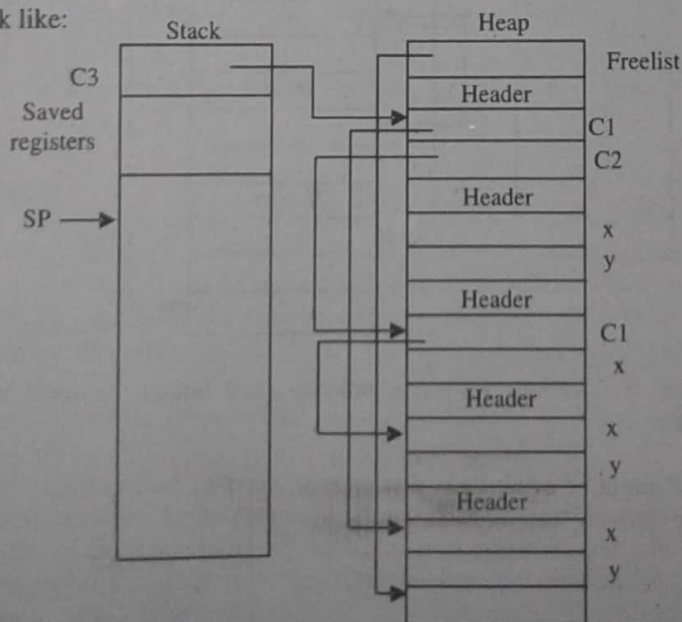 k like:
Stack
Heap
C3
Freelist
Header
Saved
registers
C1
C2
Header
SP
x
y
Header
C1
x
Header
x
y
Header
x
y